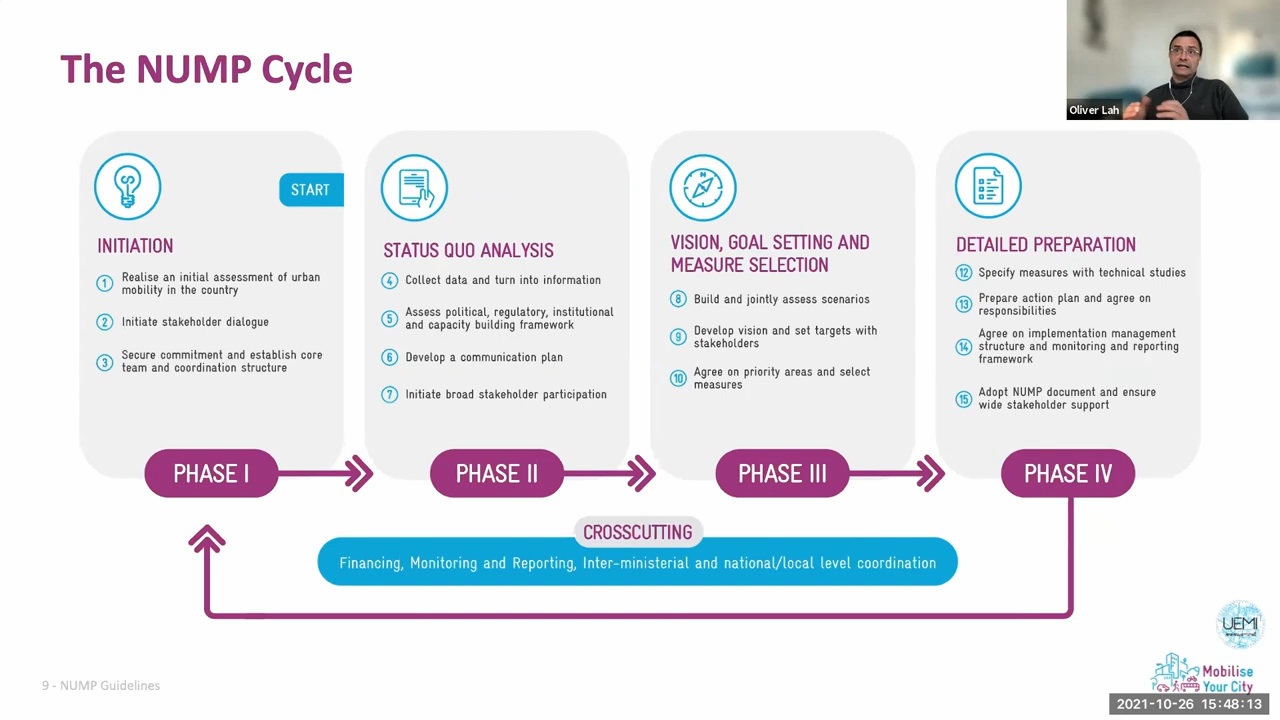 The NUMP Cycle
Oliver Lah
START
INITIATION
1 Realise an initial assessment of urban
mobility in the country
2 Initiate stakeholder dialogue
3 Secure commitment and establish core
team and coordination structure
PHASE I
STATUS QUO ANALYSIS
4 Collect data and turn into information
5 Assess political, regulatory, institutional
and capacity building framework
6 Develop a communication plan
7 Initiate broad stakeholder participation
PHASE II
N
VISION, GOAL SETTING AND
MEASURE SELECTION
8 Build and jointly assess scenarios
9 Develop vision and set targets with
stakeholders
10 Agree on priority areas and select
measures
PHASE III
DETAILED PREPARATION
12 Specify measures with technical studies
13 Prepare action plan and agree on
responsibilities
14 Agree on implementation management
structure and monitoring and reporting
framework
15 Adopt NUMP document and ensure
wide stakeholder support
PHASE IV
CROSSCUTTING
Financing, Monitoring and Reporting, Inter-ministerial and national/local level coordination
UEMI
Mobilise
Your City
9 - NUMP Guidelines
2021-10-26 15:48:13